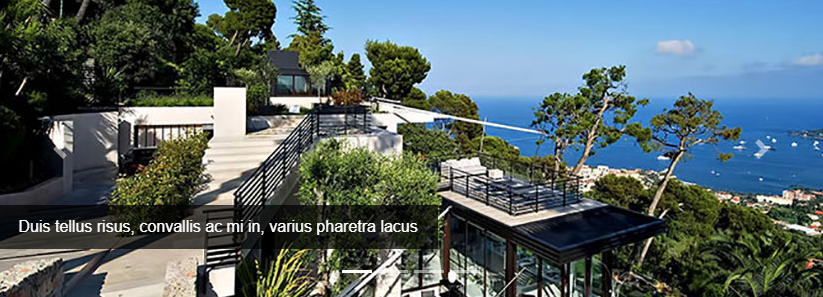 Duis tellus risus, convallis ac mi in, varius pharetra lacus